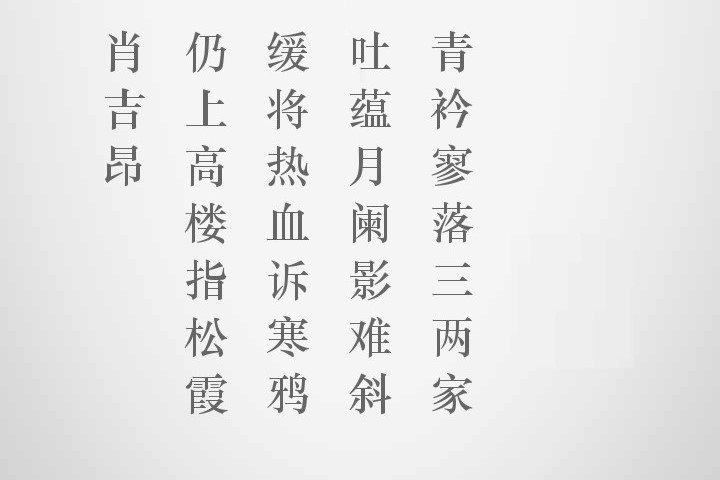 青衿寥落三两家
吐蕴月阑影难斜
缓将热血诉寒鸦
仍上高楼指松霞
肖吉昂